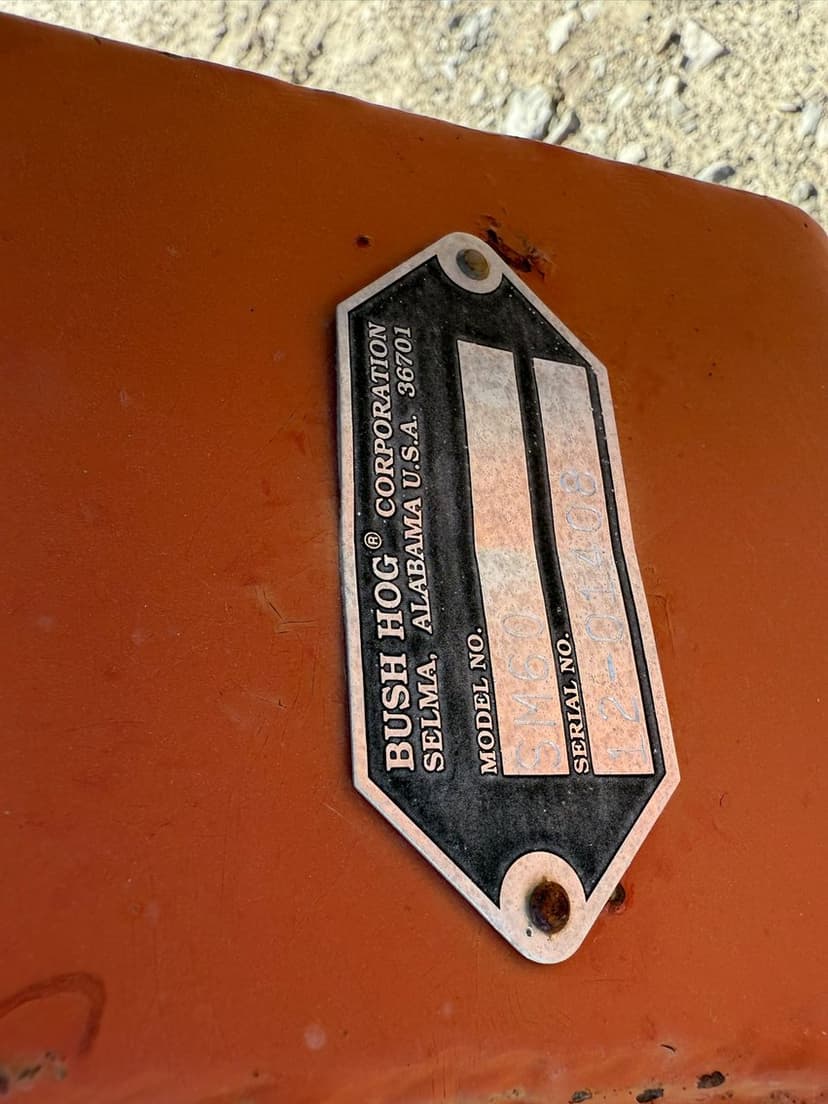 BUSH HOG® CORPORATION
SELMA, ALABAMA U.S.A. 36701
MODEL NO.
SM60
SERIAL NO.
12-01408